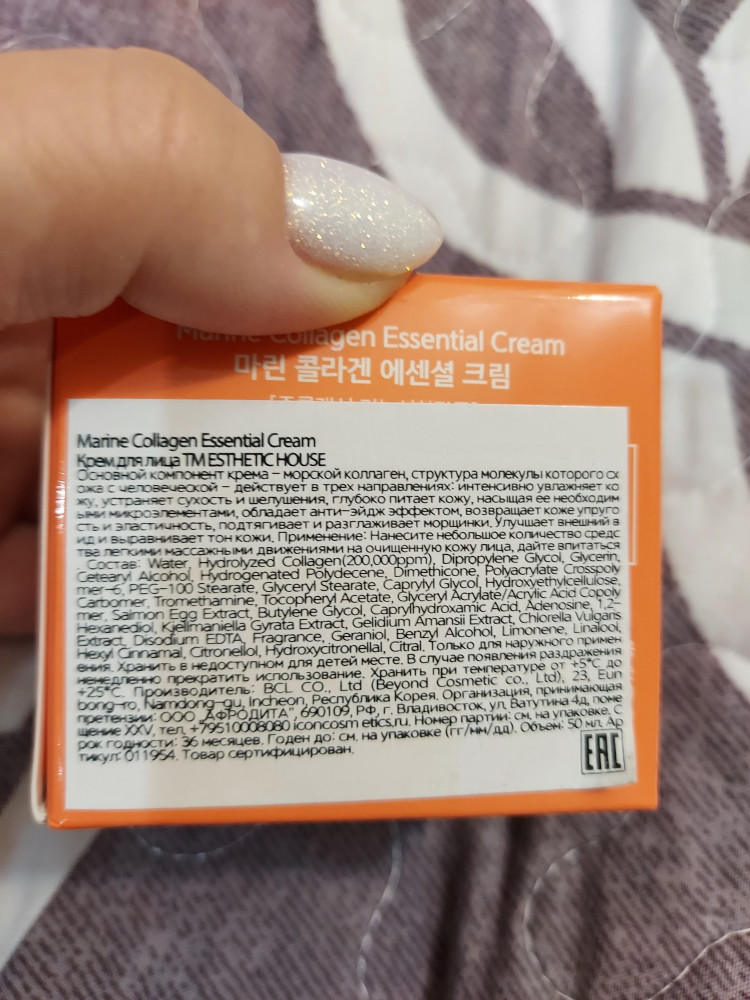 Marine Collagen Essential Cream
마린 콜라겐 에센셜 크림
Marine Collagen Essential Cream
Крем для лица TM ESTHETIC HOUSE
Основной компонент крема – морской коллаген, структура молекулы которого сх
ожа с человеческой – действует в трех направлениях: интенсивно увлажняет ко
жу, устраняет сухость и шелушения, глубоко питает кожу, насыщая ее необходим
ыми микроэлементами, обладает анти-эйдж эффектом, возвращает коже упруго
сть и эластичность, подтягивает и разглаживает морщинки. Улучшает внешний в
ид и выравнивает тон кожи. Применение: Нанесите небольшое количество средс
тва легкими массажными движениями на очищенную кожу лица, дайте впитаться
. Состав: Water, Hydrolyzed Collagen(200,000ppm), Dipropylene Glycol, Glycerin,
Cetearyl Alcohol, Hydrogenated Polydecene, Dimethicone, Polyacrylate Crosspoly
mer-6, PEG-100 Stearate, Glyceryl Stearate, Caprylyl Glycol, Hydroxyethylcellulose,
Carbomer, Tromethamine, Tocopheryl Acetate, Glyceryl Acrylate/Acrylic Acid Copoly
mer, Salmon Egg Extract, Butylene Glycol, Caprylhydroxamic Acid, Adenosine, 1,2-
Hexanediol, Kjellmaniella Gyrata Extract, Gelidium Amansii Extract, Chlorella Vulgaris
Extract, Disodium EDTA, Fragrance, Geraniol, Benzyl Alcohol, Limonene, Linalool,
Hexyl Cinnamal, Citronellol, Hydroxycitronellal, Citral. Только для наружного примен
ения. Хранить в недоступном для детей месте. В случае появления раздражения
немедленно прекратить использование. Хранить при температуре от +5°C до
+25°C. Производитель: BCL CO., Ltd (Beyond Cosmetic co., Ltd), 23, Eun
bong-ro, Namdong-gu, Incheon, Республика Корея. Организация, принимающая
претензии: ООО „АФРОДИТА", 690109, РФ, г. Владивосток, ул. Ватутина 4д, поме
щение XXV, тел. +79510008080 iconcosm etics.ru. Номер партии: см. на упаковке. С
рок годности: 36 месяцев. Годен до: см. на упаковке (гг/мм/дд). Объем: 50 мл. Ар
тикул: 011954. Товар сертифицирован.
EAC